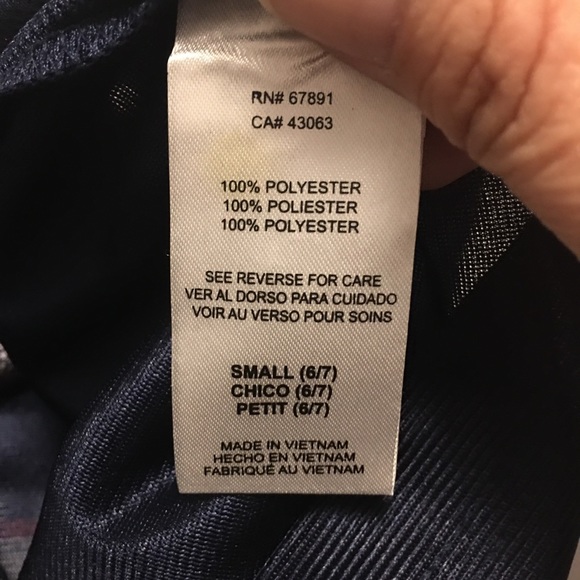 RN# 67891
CA# 43063
100% POLYESTER
100% POLIESTER
100% POLYESTER
SEE REVERSE FOR CARE
VER AL DORSO PARA CUIDADO
VOIR AU VERSO POUR SOINS
SMALL (6/7)
CHICO (6/7)
PETIT (6/7)
MADE IN VIETNAM
HECHO EN VIETNAM
FABRIQUÉ AU VIETNAM